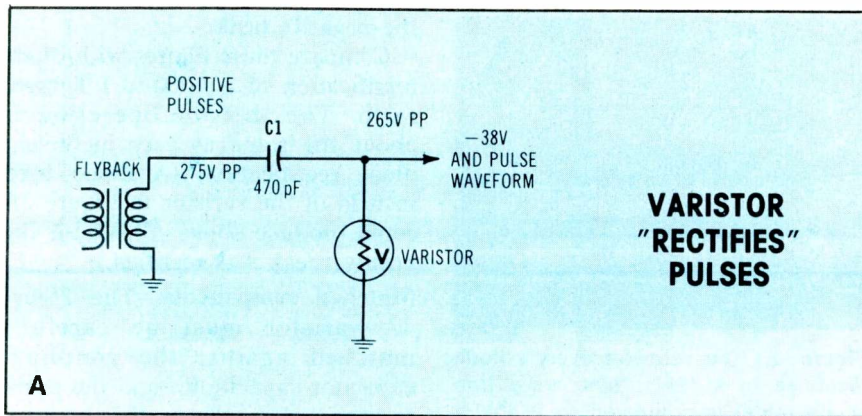 POSITIVE
PULSES
C1
265V PP
−38V
AND PULSE
WAVEFORM
FLYBACK
275V PP
470 pF
V
VARISTOR
VARISTOR
"RECTIFIES"
PULSES
A